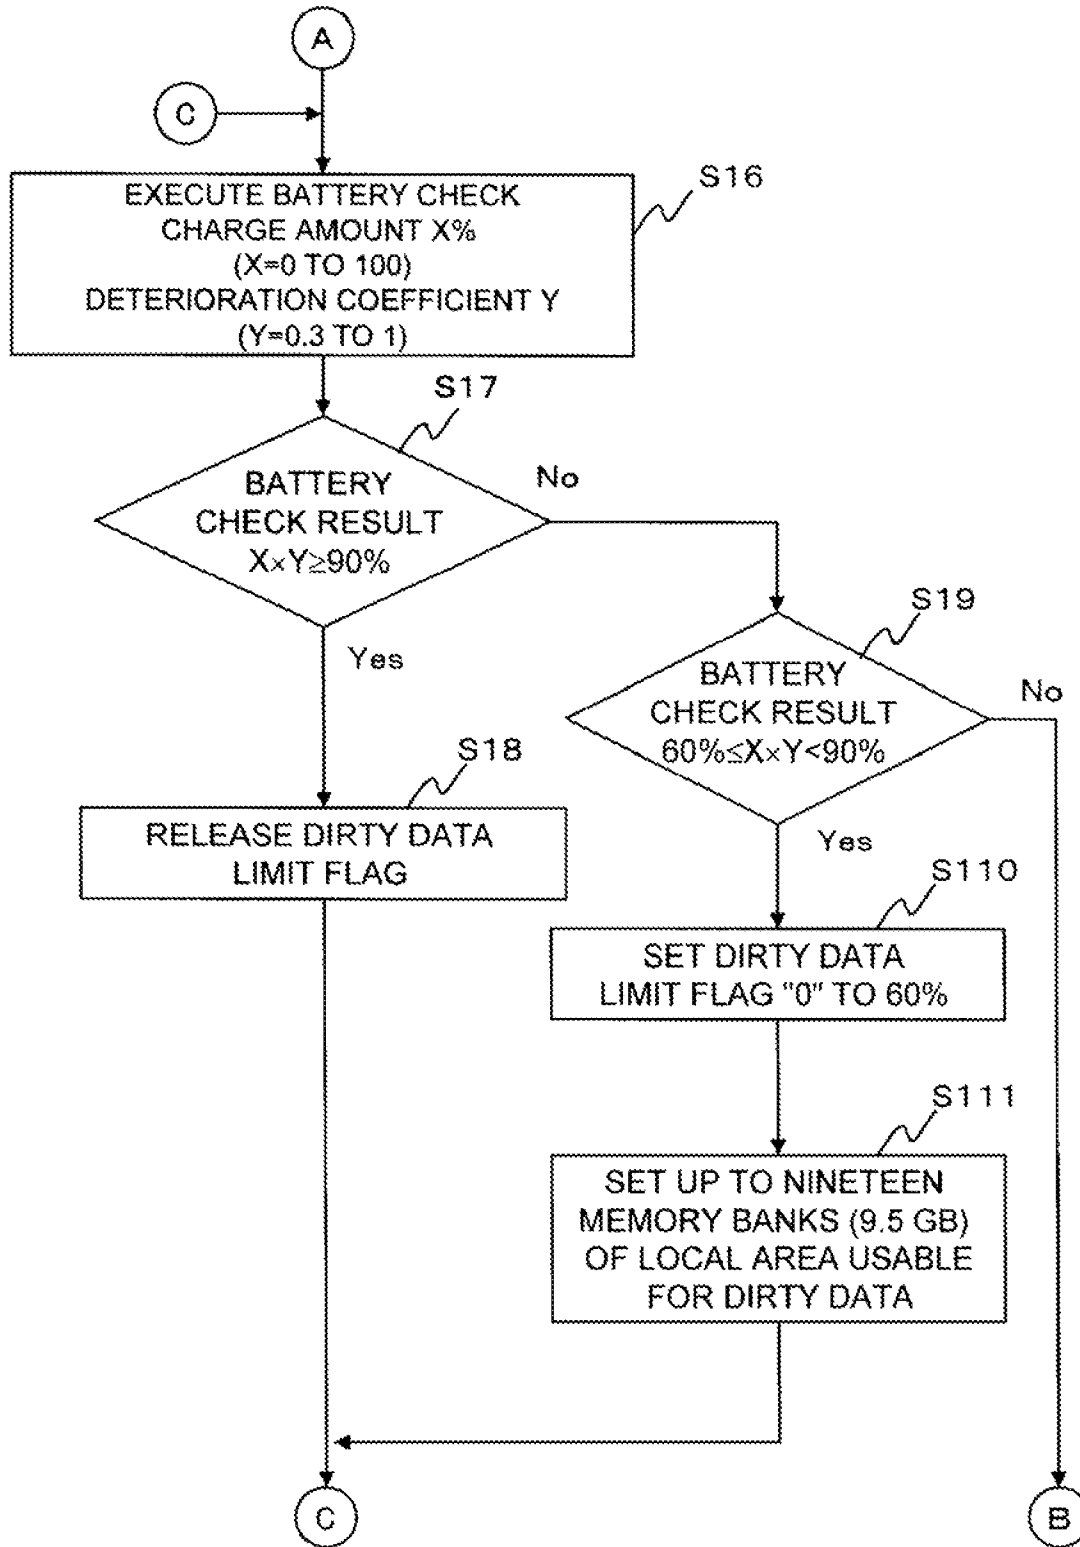 A
C
S16
EXECUTE BATTERY CHECK
CHARGE AMOUNT X%
(X=0 TO 100)
DETERIORATION COEFFICIENT Y
(Y=0.3 TO 1)
S17
BATTERY
CHECK RESULT
X×Y≥90%
No
Yes
S19
BATTERY
CHECK RESULT
60%≤X×Y<90%
No
Yes
S18
RELEASE DIRTY DATA
LIMIT FLAG
S110
SET DIRTY DATA
LIMIT FLAG "0" TO 60%
S111
SET UP TO NINETEEN
MEMORY BANKS (9.5 GB)
OF LOCAL AREA USABLE
FOR DIRTY DATA
C
B